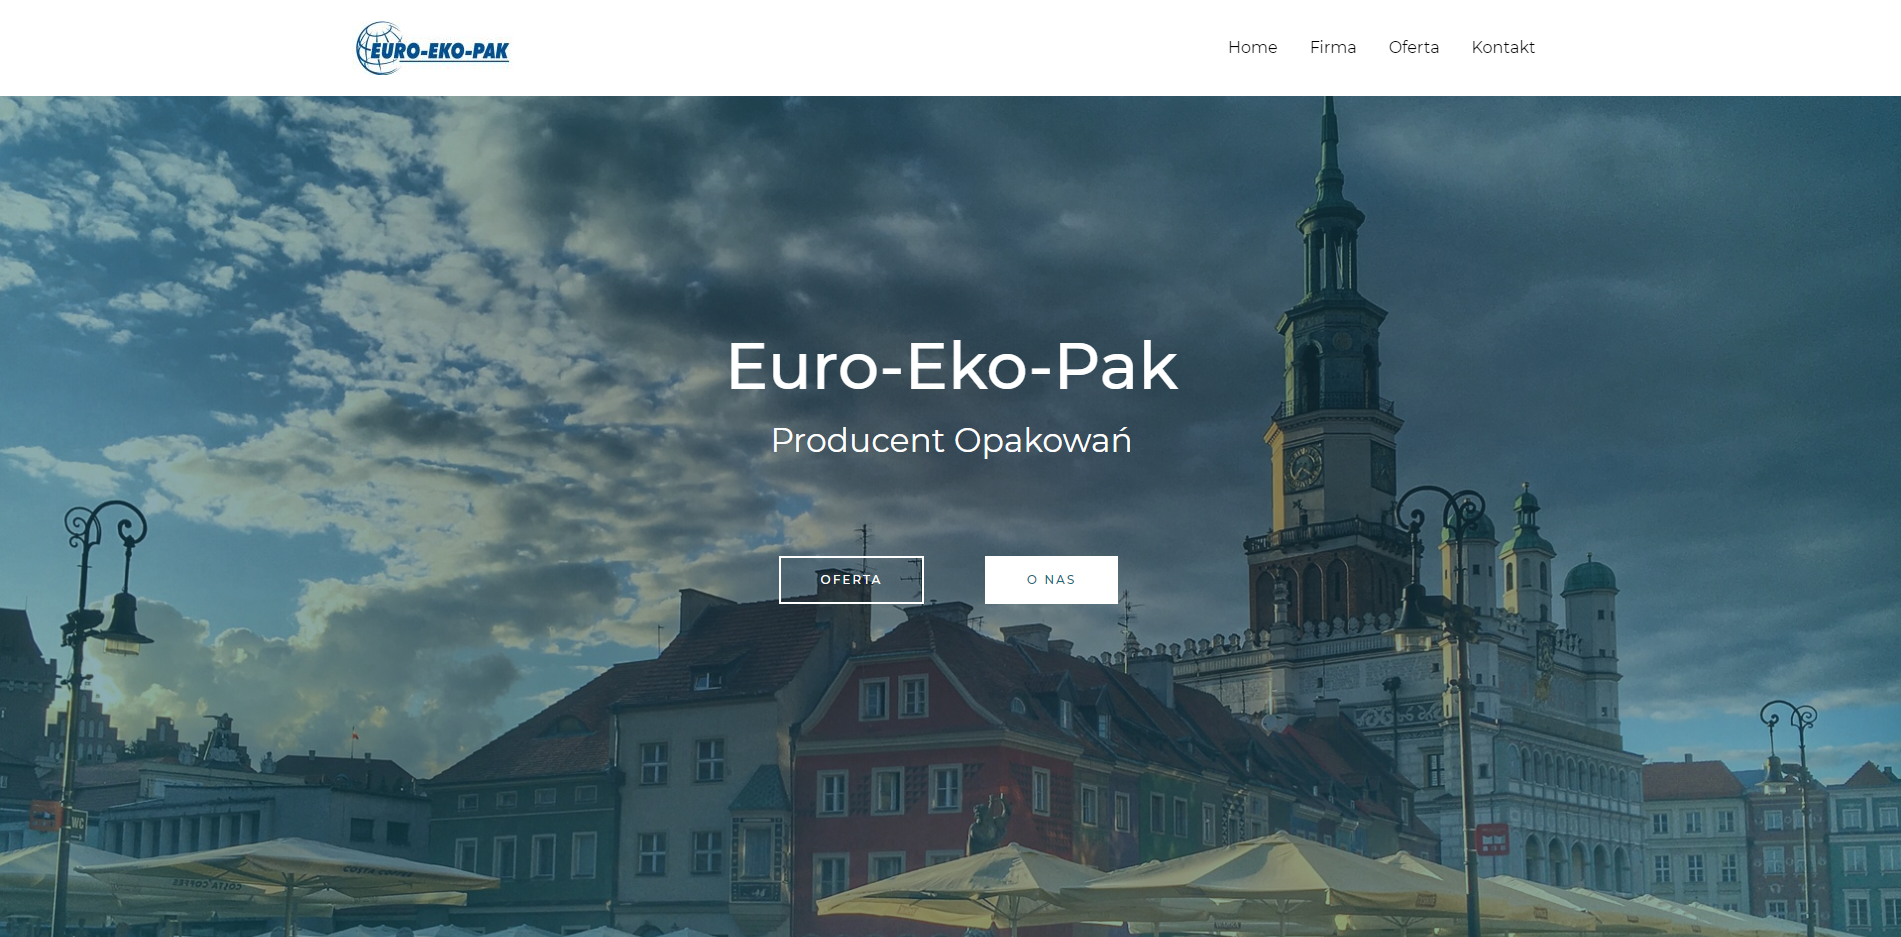 EURO-EKO-PAK
Home Firma Oferta Kontakt
Euro-Eko-Pak
Producent Opakowań
OFERTA O NAS
WC
COSTA COFFEE
COSTA COFFEE